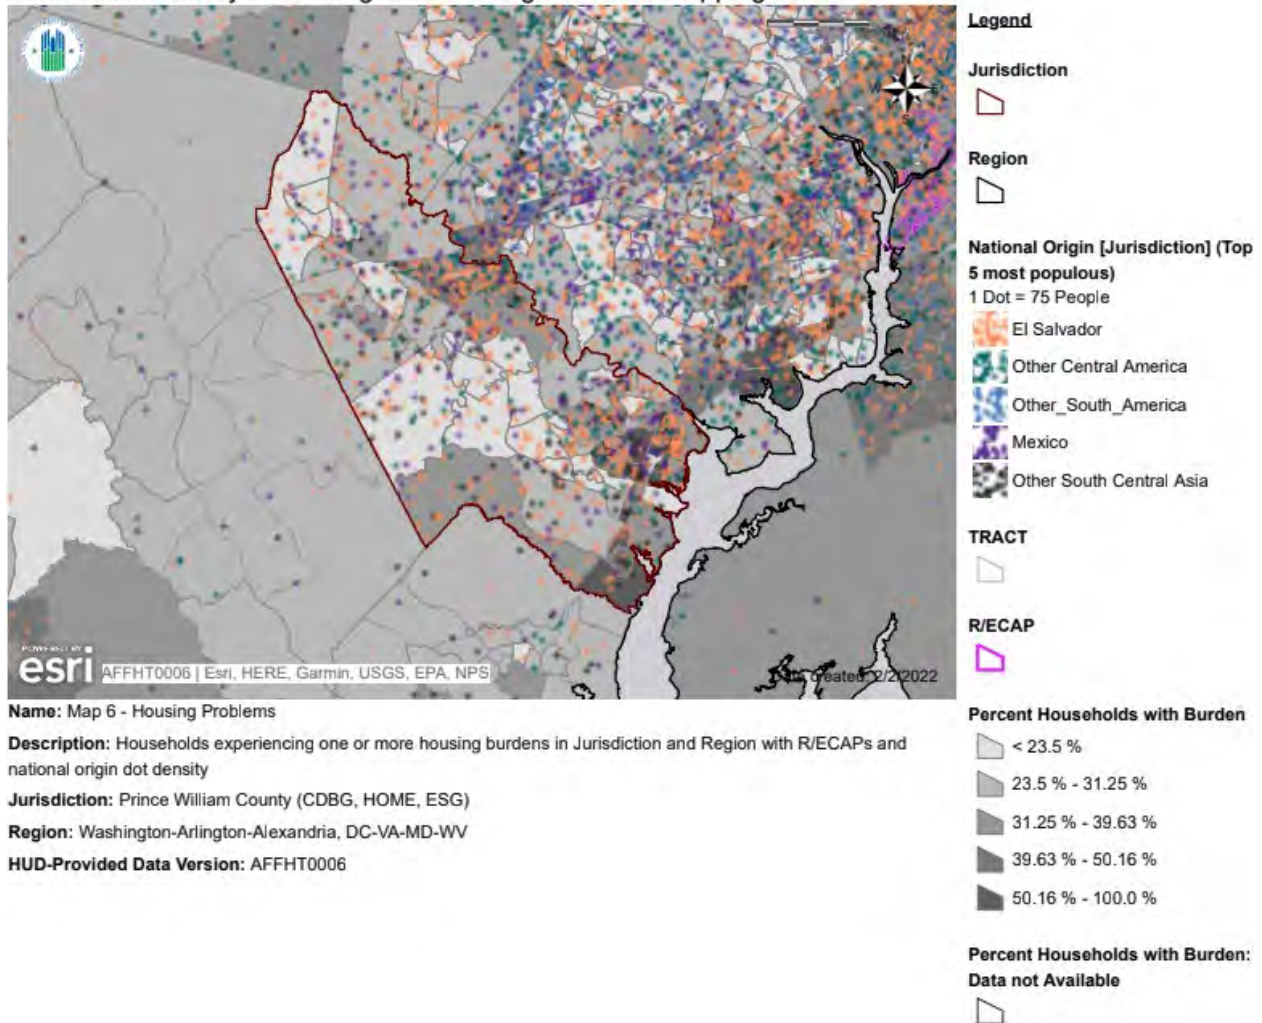 Legend
Jurisdiction
Region
National Origin [Jurisdiction] (Top
5 most populous)
1 Dot = 75 People
El Salvador
Other Central America
Other_South_America
Mexico
Other South Central Asia
TRACT
R/ECAP
Percent Households with Burden
< 23.5 %
23.5 % - 31.25 %
31.25 % - 39.63 %
39.63 % - 50.16 %
50.16 % - 100.0 %
Percent Households with Burden:
Data not Available
POWERED BY
esri
AFFHT0006 | Esri, HERE, Garmin, USGS, EPA, NPS
Date created: 2/2/2022
Name: Map 6 - Housing Problems
Description: Households experiencing one or more housing burdens in Jurisdiction and Region with R/ECAPs and
national origin dot density
Jurisdiction: Prince William County (CDBG, HOME, ESG)
Region: Washington-Arlington-Alexandria, DC-VA-MD-WV
HUD-Provided Data Version: AFFHT0006